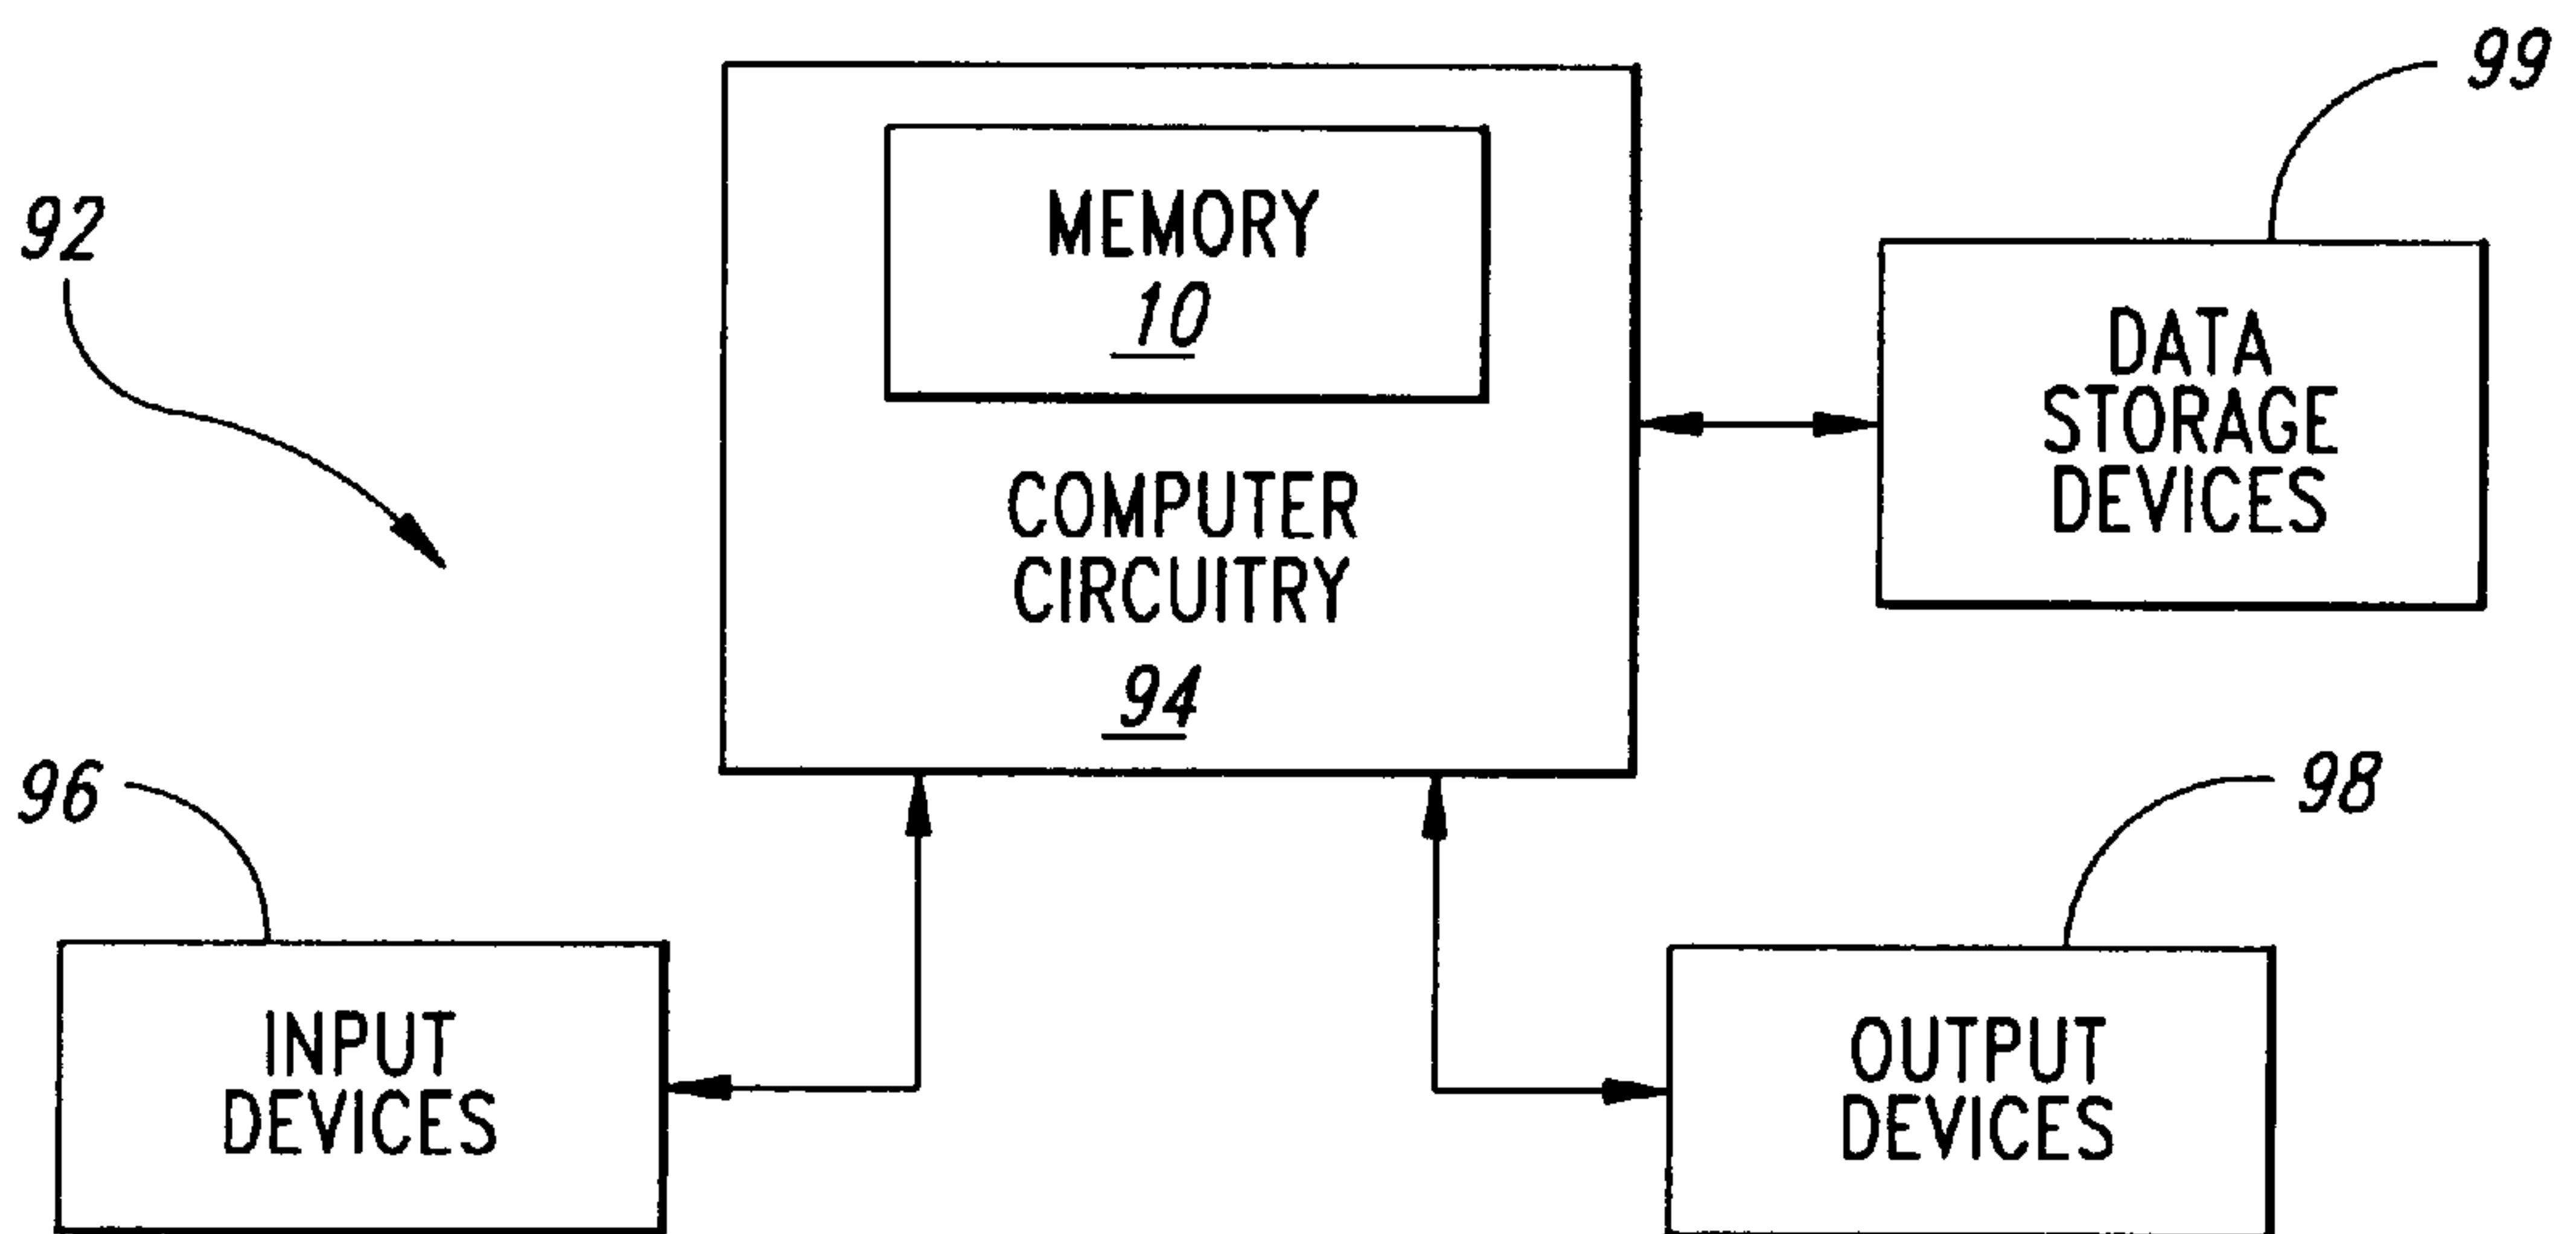 99
92
MEMORY
10
DATA
STORAGE
DEVICES
COMPUTER
CIRCUITRY
94
96
98
INPUT
DEVICES
OUTPUT
DEVICES